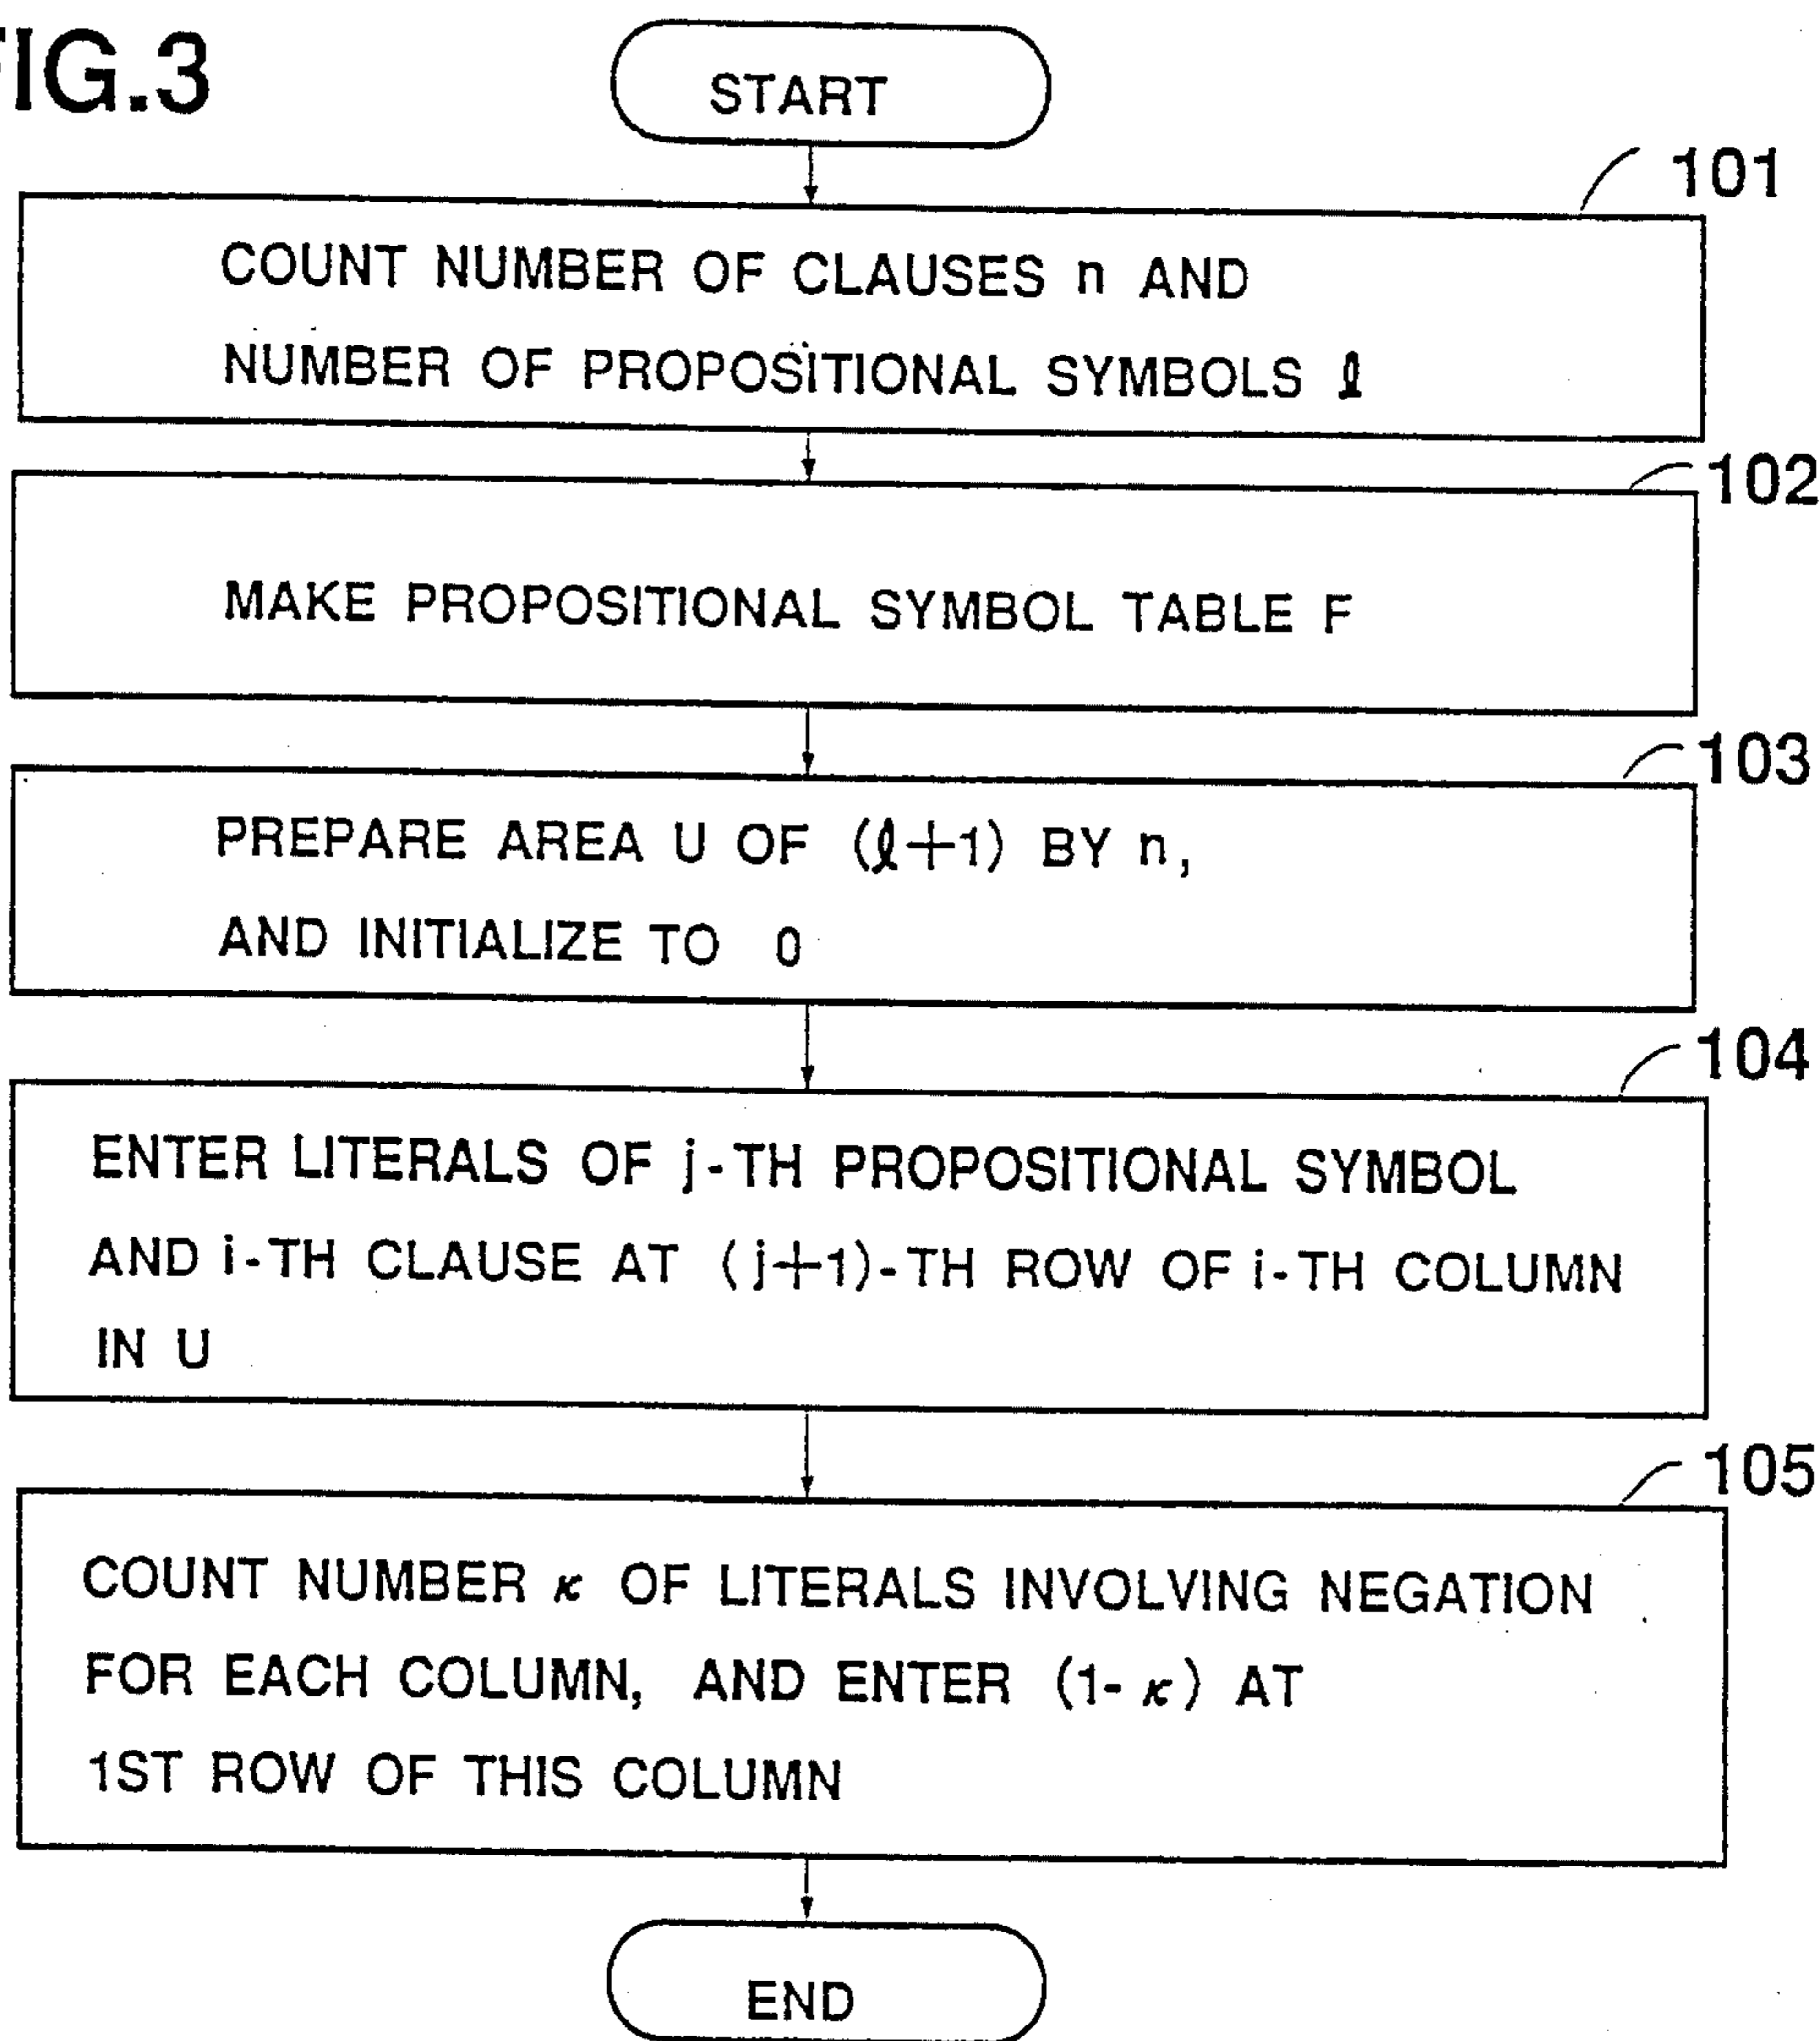 FIG.3
START
101
COUNT NUMBER OF CLAUSES n AND
NUMBER OF PROPOSITIONAL SYMBOLS ℓ
102
MAKE PROPOSITIONAL SYMBOL TABLE F
103
PREPARE AREA U OF (ℓ+1) BY n,
AND INITIALIZE TO 0
104
ENTER LITERALS OF j-TH PROPOSITIONAL SYMBOL
AND i-TH CLAUSE AT (j+1)-TH ROW OF i-TH COLUMN
IN U
105
COUNT NUMBER κ OF LITERALS INVOLVING NEGATION
FOR EACH COLUMN, AND ENTER (1-κ) AT
1ST ROW OF THIS COLUMN
END